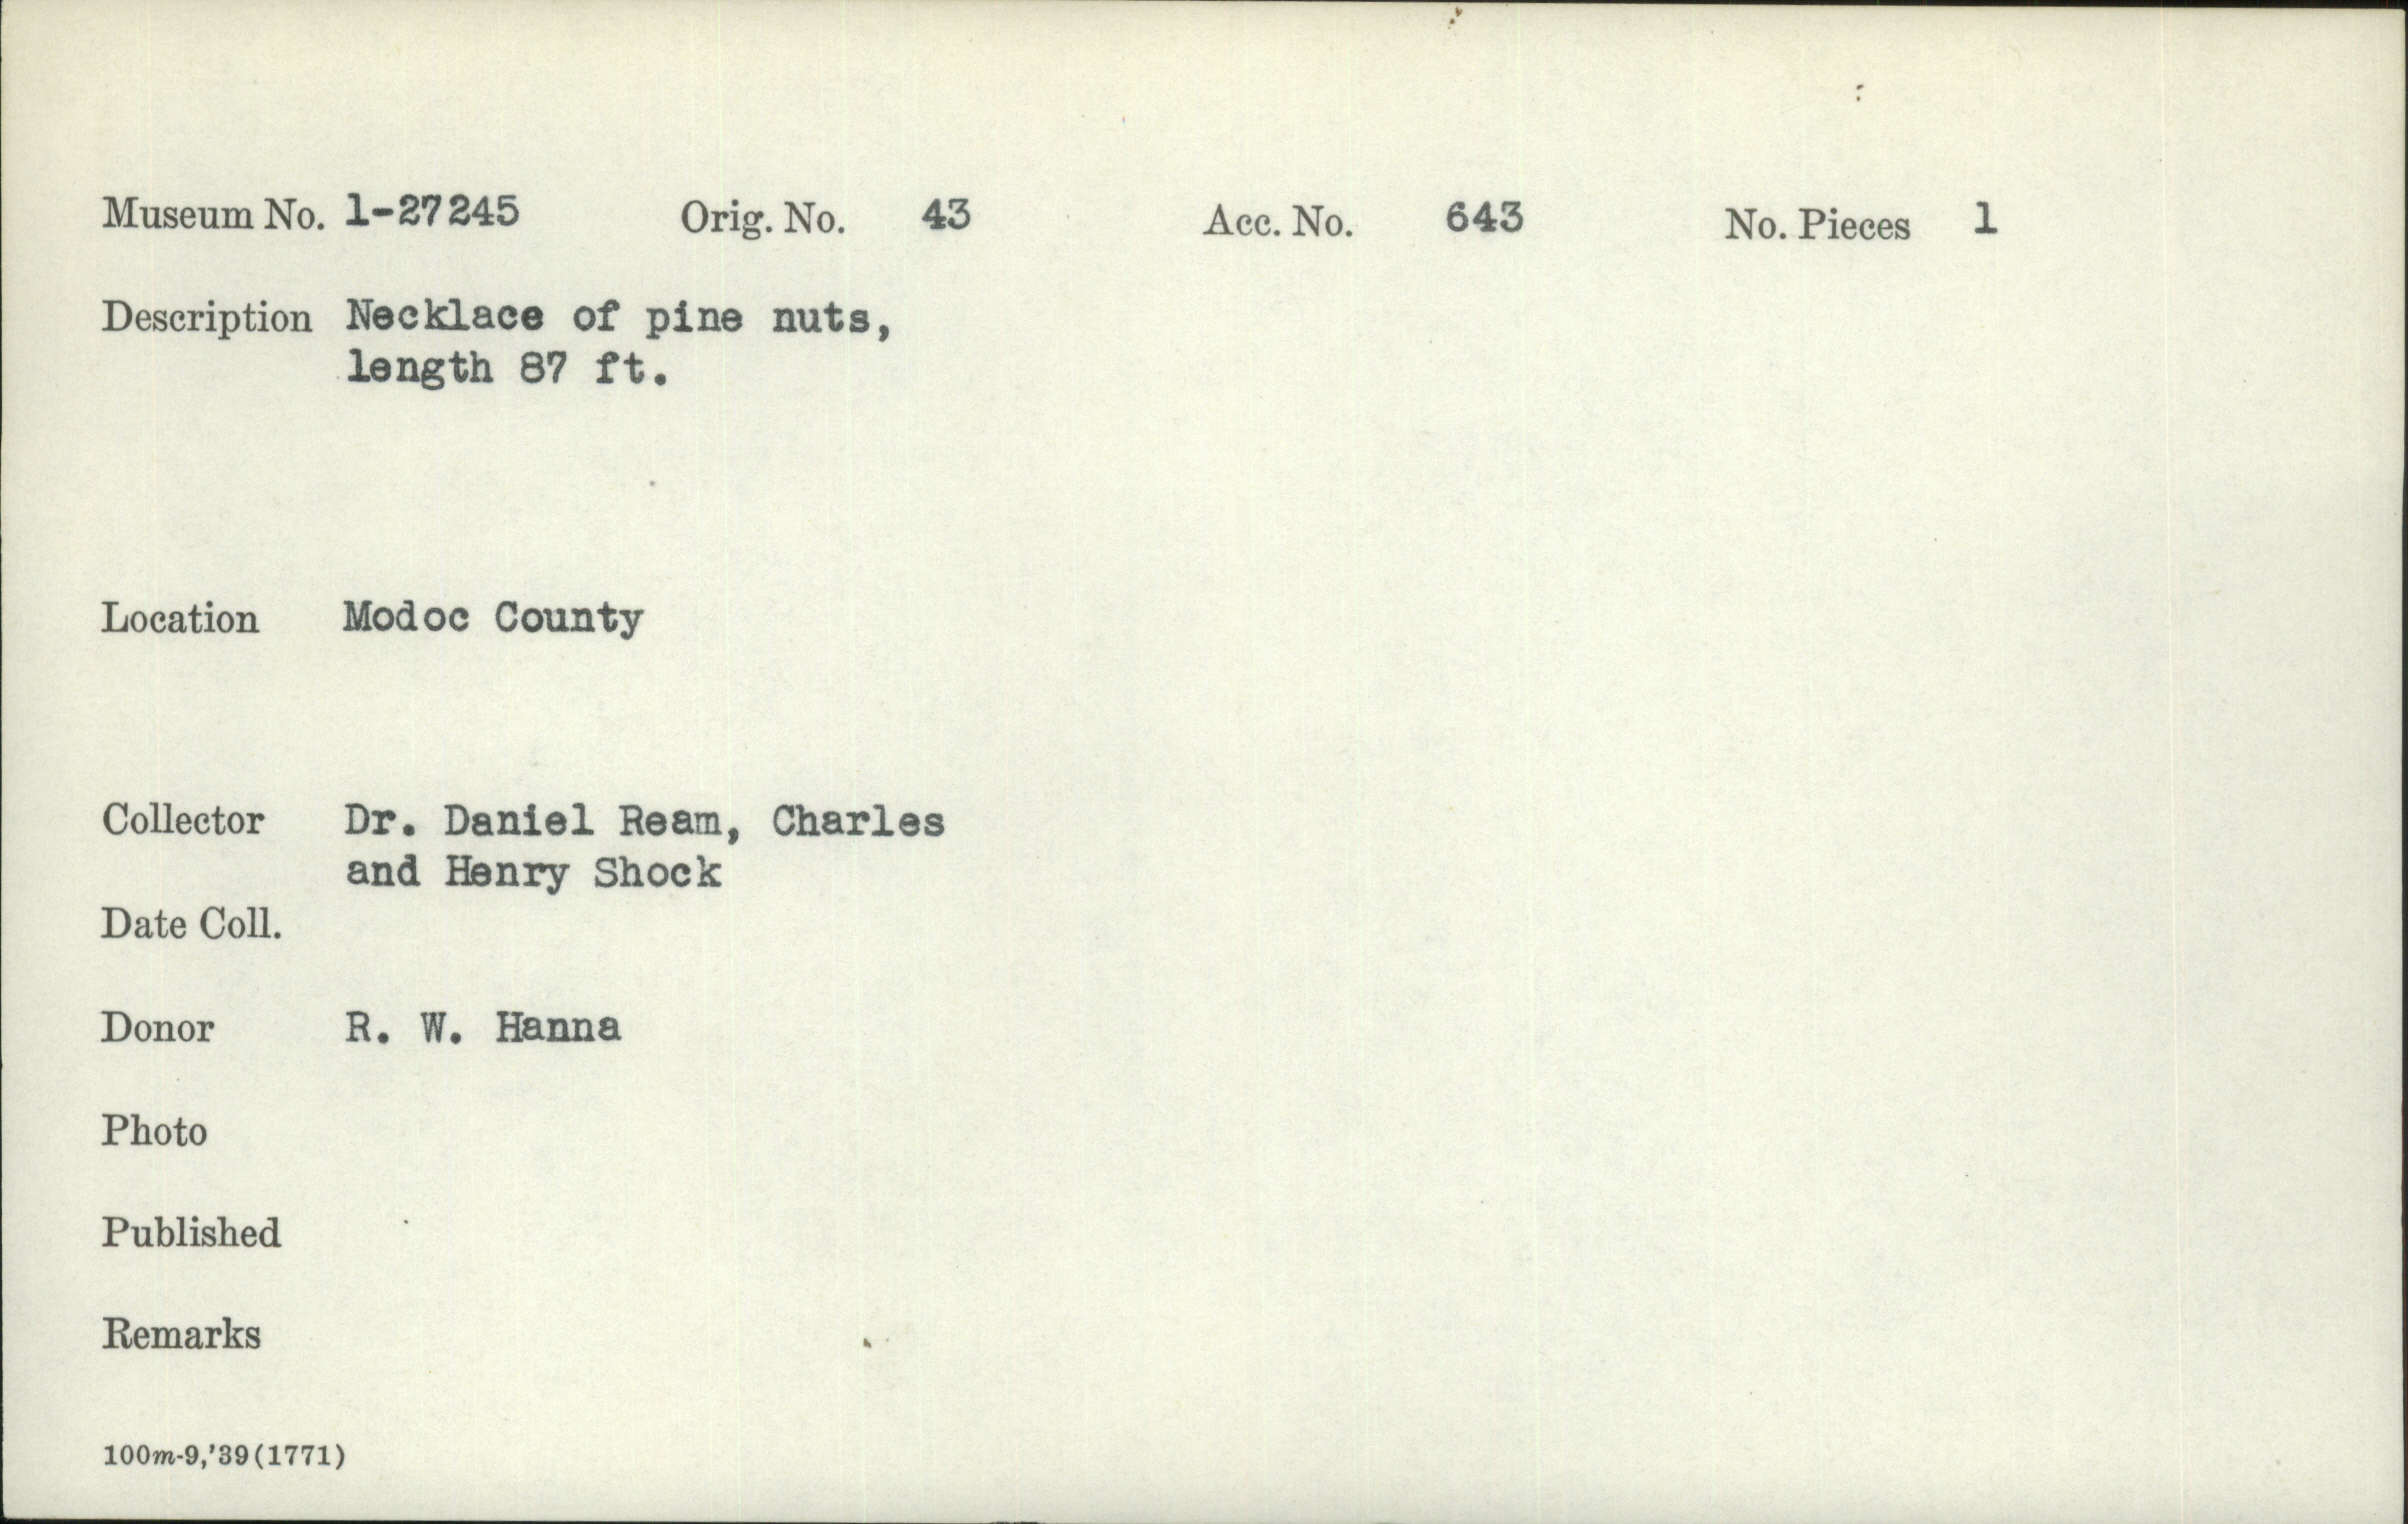 Museum No. 1-27245 Orig. No. 43 Acc. No. 643 No. Pieces 1
Description Necklace of pine nuts,
length 87 ft.
Location Modoc County
Collector Dr. Daniel Ream, Charles
and Henry Shock
Date Coll.
Donor R. W. Hanna
Photo
Published
Remarks
100m-9,'39(1771)